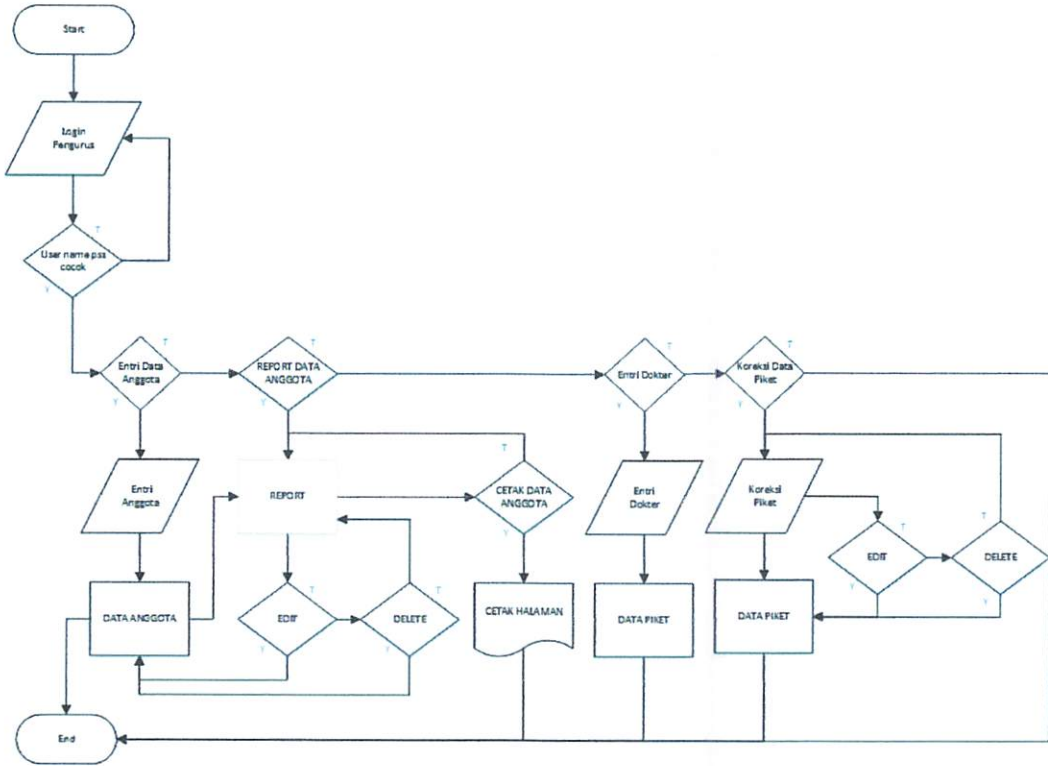 Start
Login
Pengurus
T
User name pss
cocok
Y
T
T
T
T
Entri Data
Anggota
REPORT DATA
ANGGOTA
Entri Dokter
Koreksi Data
Piket
Y
Y
Y
Y
T
Entri
Anggota
REPORT
CETAK DATA
ANGGOTA
Entri
Dokter
Koreksi
Piket
Y
T
T
EDIT
DELETE
Y
Y
T
T
DATA ANGGOTA
EDIT
DELETE
CETAK HALAMAN
DATA PIKET
DATA PIKET
Y
Y
End